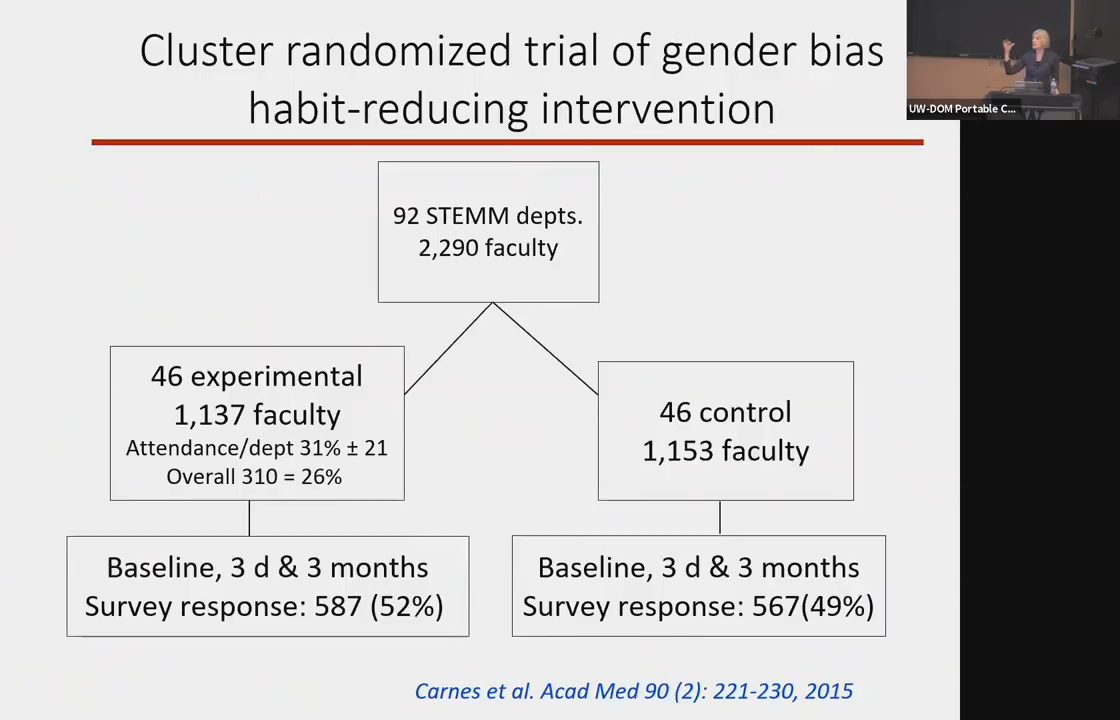 Cluster randomized trial of gender bias
habit-reducing intervention
UW-DOM Portable C...
92 STEMM depts.
2,290 faculty
46 experimental
1,137 faculty
Attendance/dept 31% ± 21
Overall 310 = 26%
46 control
1,153 faculty
Baseline, 3 d & 3 months
Survey response: 587 (52%)
Baseline, 3 d & 3 months
Survey response: 567(49%)
Carnes et al. Acad Med 90 (2): 221-230, 2015